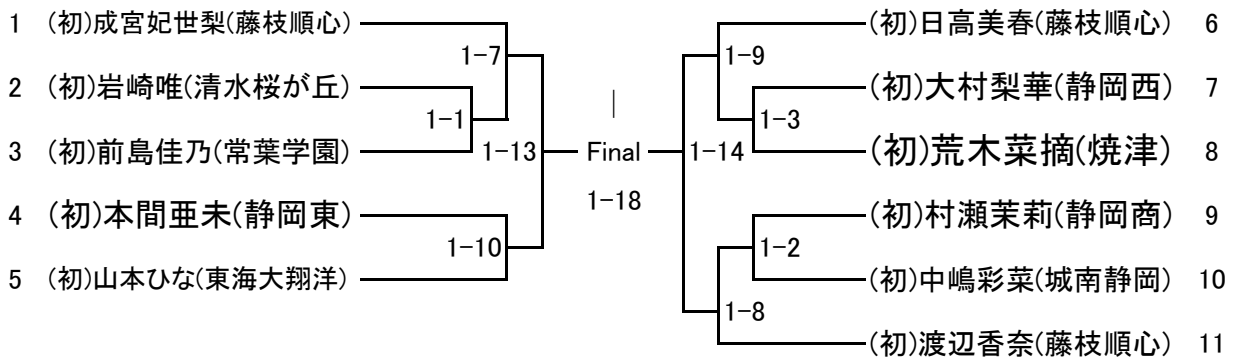 1 (初)成宮妃世梨(藤枝順心)
2 (初)岩崎唯(清水桜が丘)
3 (初)前島佳乃(常葉学園)
4 (初)本間亜未(静岡東)
5 (初)山本ひな(東海大翔洋)
1-7
1-1
1-13
1-10
|
Final
1-18
1-9
1-3
1-14
1-2
1-8
(初)日高美春(藤枝順心) 6
(初)大村梨華(静岡西) 7
(初)荒木菜摘(焼津) 8
(初)村瀬茉莉(静岡商) 9
(初)中嶋彩菜(城南静岡) 10
(初)渡辺香奈(藤枝順心) 11